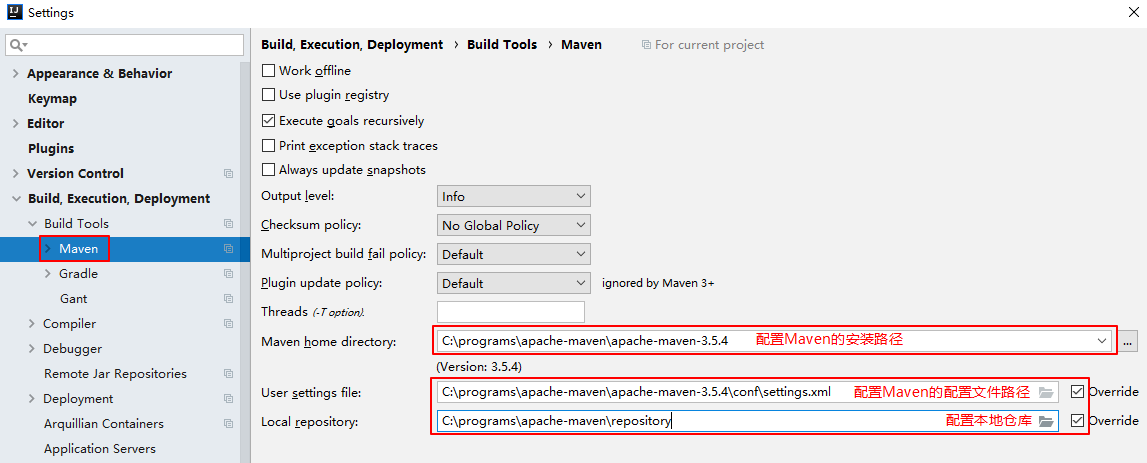 Settings
Appearance & Behavior
Keymap
Editor
Plugins
Version Control
Build, Execution, Deployment
Build Tools
Maven
Gradle
Gant
Compiler
Debugger
Remote Jar Repositories
Deployment
Arquillian Containers
Application Servers
Build, Execution, Deployment › Build Tools › Maven For current project
Work offline
Use plugin registry
Execute goals recursively
Print exception stack traces
Always update snapshots
Output level: Info
Checksum policy: No Global Policy
Multiproject build fail policy: Default
Plugin update policy: Default ignored by Maven 3+
Threads (-T option):
Maven home directory: C:\programs\apache-maven\apache-maven-3.5.4 配置Maven的安装路径 ...
(Version: 3.5.4)
User settings file: C:\programs\apache-maven\apache-maven-3.5.4\conf\settings.xml 配置Maven的配置文件路径 Override
Local repository: C:\programs\apache-maven\repository 配置本地仓库 Override